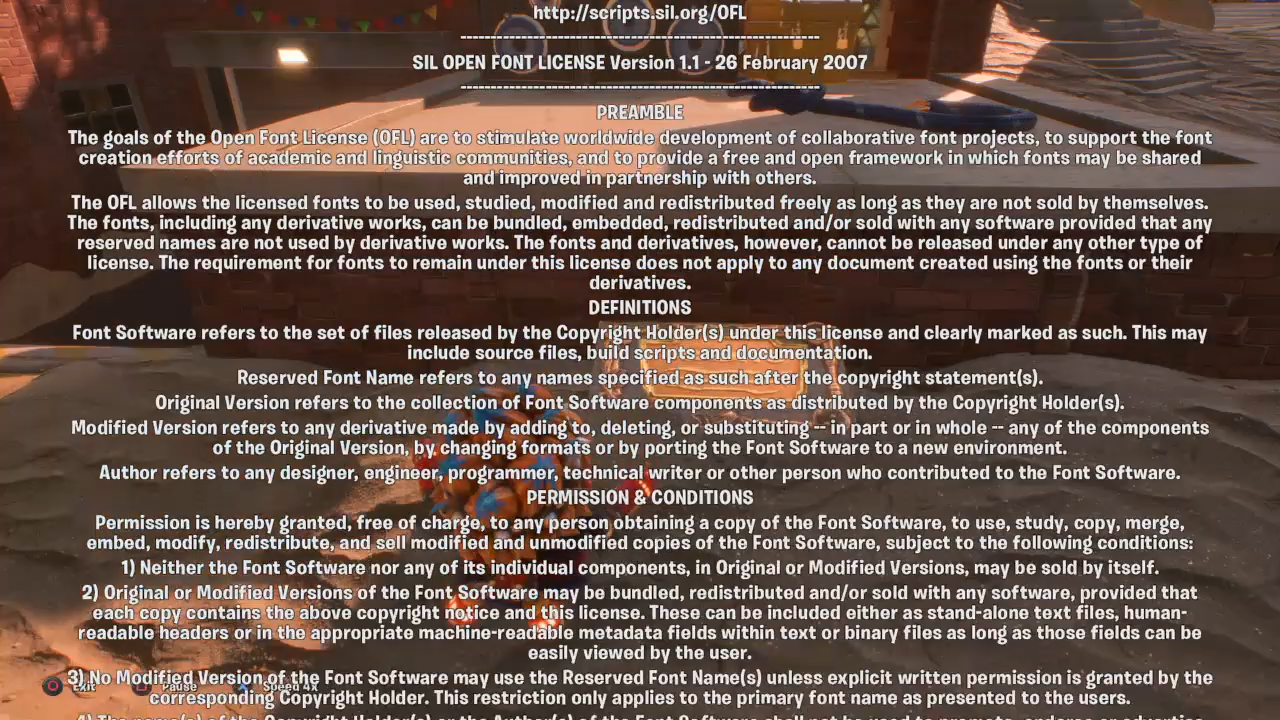 http://scripts.sil.org/OFL
-----------------------------------------------------------
SIL OPEN FONT LICENSE Version 1.1 - 26 February 2007
-----------------------------------------------------------
PREAMBLE
The goals of the Open Font License (OFL) are to stimulate worldwide development of collaborative font projects, to support the font
creation efforts of academic and linguistic communities, and to provide a free and open framework in which fonts may be shared
and improved in partnership with others.
The OFL allows the licensed fonts to be used, studied, modified and redistributed freely as long as they are not sold by themselves.
The fonts, including any derivative works, can be bundled, embedded, redistributed and/or sold with any software provided that any
reserved names are not used by derivative works. The fonts and derivatives, however, cannot be released under any other type of
license. The requirement for fonts to remain under this license does not apply to any document created using the fonts or their
derivatives.
DEFINITIONS
Font Software refers to the set of files released by the Copyright Holder(s) under this license and clearly marked as such. This may
include source files, build scripts and documentation.
Reserved Font Name refers to any names specified as such after the copyright statement(s).
Original Version refers to the collection of Font Software components as distributed by the Copyright Holder(s).
Modified Version refers to any derivative made by adding to, deleting, or substituting -- in part or in whole -- any of the components
of the Original Version, by changing formats or by porting the Font Software to a new environment.
Author refers to any designer, engineer, programmer, technical writer or other person who contributed to the Font Software.
PERMISSION & CONDITIONS
Permission is hereby granted, free of charge, to any person obtaining a copy of the Font Software, to use, study, copy, merge,
embed, modify, redistribute, and sell modified and unmodified copies of the Font Software, subject to the following conditions:
1) Neither the Font Software nor any of its individual components, in Original or Modified Versions, may be sold by itself.
2) Original or Modified Versions of the Font Software may be bundled, redistributed and/or sold with any software, provided that
each copy contains the above copyright notice and this license. These can be included either as stand-alone text files, human-
readable headers or in the appropriate machine-readable metadata fields within text or binary files as long as those fields can be
easily viewed by the user.
3) No Modified Version of the Font Software may use the Reserved Font Name(s) unless explicit written permission is granted by the
Exit Pause Speed 4x
corresponding Copyright Holder. This restriction only applies to the primary font name as presented to the users.
4) The name(s) of the Copyright Holder(s) or the Author(s) of the Font Software shall not be used to promote, endorse or advertise